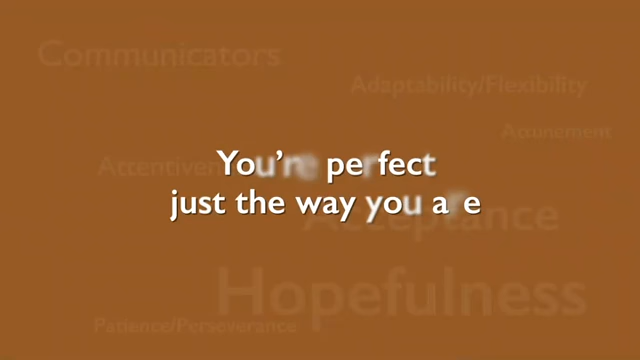 Communicators
Adaptability/Flexibility
Attunement
You're perfect
just the way you are
Acceptance
Hopefulness
Patience/Perseverance